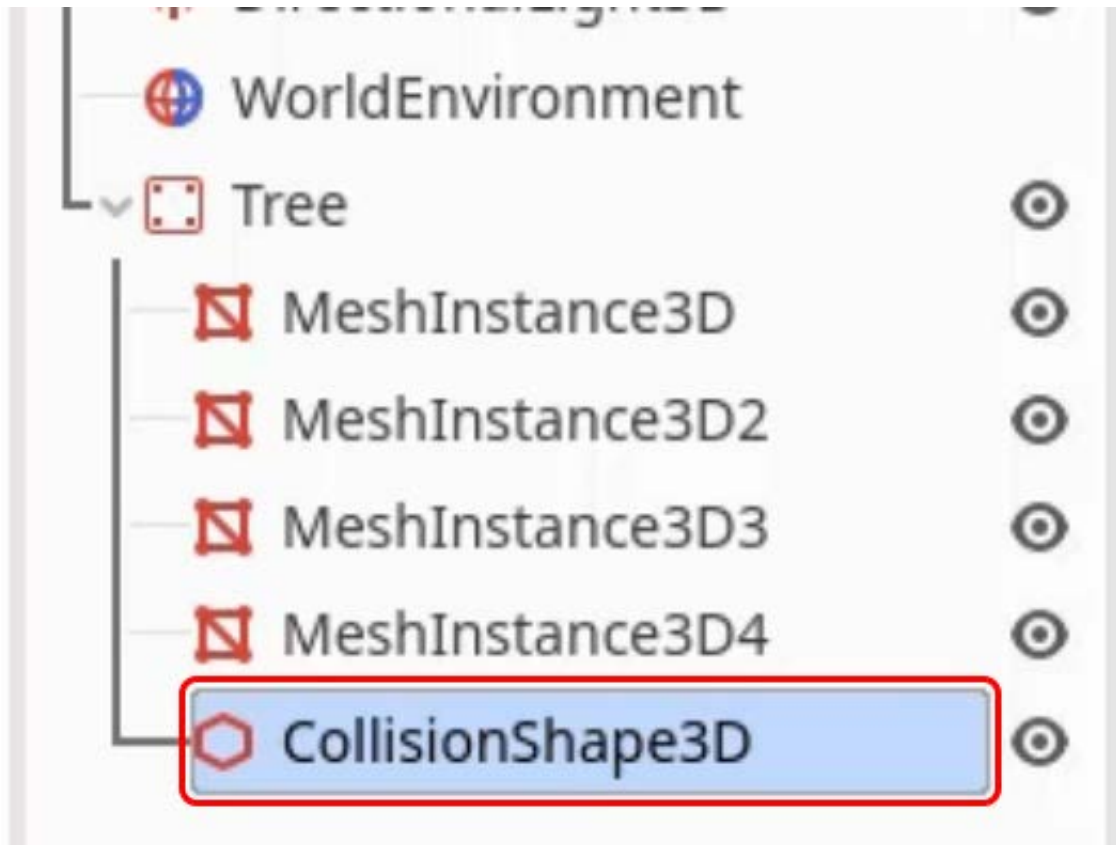 WorldEnvironment
Tree
MeshInstance3D
MeshInstance3D2
MeshInstance3D3
MeshInstance3D4
CollisionShape3D